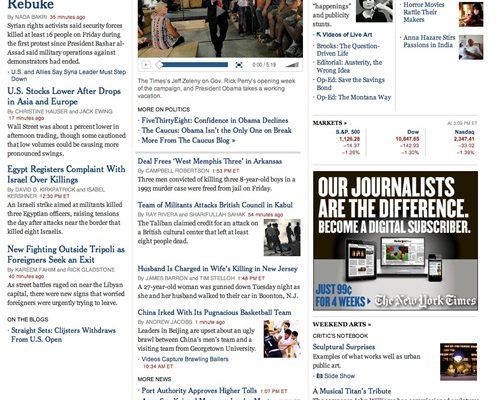 Rebuke
By NADA BAKRI 35 minutes ago
Syrian rights activists said security forces
killed at least 16 people on Friday during
the first protest since President Bashar al-
Assad said military operations against
demonstrators had ended.
· U.S. and Allies Say Syria Leader Must Step
Down
U.S. Stocks Lower After Drops
in Asia and Europe
By CHRISTINE HAUSER and JACK EWING
17 minutes ago
Wall Street was about 1 percent lower in
afternoon trading, though some cautioned
that low volumes could be causing more
pronounced swings.
Egypt Registers Complaint With
Israel Over Killings
By DAVID D. KIRKPATRICK and ISABEL
KERSHNER 12:30 PM ET
An Israeli strike aimed at militants killed
three Egyptian officers, raising tensions
the day after attacks near the border
killed eight Israelis.
New Fighting Outside Tripoli as
Foreigners Seek an Exit
By KAREEM FAHIM and RICK GLADSTONE
40 minutes ago
As street battles raged on near the Libyan
capital, there were new signs that worried
foreigners were urgently trying to leave.
ON THE BLOGS
· Straight Sets: Clijsters Withdraws
From U.S. Open
0:00 / 5:19
The Times's Jeff Zeleny on Gov. Rick Perry's opening week
of the campaign, and President Obama takes a working
vacation.
MORE ON POLITICS
· FiveThirtyEight: Confidence in Obama Declines
· The Caucus: Obama Isn't the Only One on Break
· More From The Caucus Blog »
Deal Frees 'West Memphis Three' in Arkansas
By CAMPBELL ROBERTSON 1:53 PM ET
Three men convicted of killing three 8-year-old boys in a
1993 murder case were freed from jail on Friday.
Team of Militants Attacks British Council in Kabul
By RAY RIVERA and SHARIFULLAH SAHAK 54 minutes ago
The Taliban claimed credit for an attack on
a British cultural center that left at least
eight people dead.
Husband Is Charged in Wife's Killing in New Jersey
By JAMES BARRON and TIM STELLOH 1:48 PM ET
A 27-year-old woman was gunned down Tuesday night as
she and her husband walked to their car in Boonton, N.J.
China Irked With Its Pugnacious Basketball Team
By ANDREW JACOBS 1 minute ago
Leaders in Beijing are upset about an ugly
brawl between China's men's team and a
visiting team from Georgetown University.
· Videos Capture Brawling Ballers
10:34 AM ET
MORE NEWS
· Port Authority Approves Higher Tolls 1:07 PM ET
"happenings"
and publicity
stunts.
Videos of Live Art
· Brooks: The Question-
Driven Life
· Editorial: Austerity, the
Wrong Idea
· Op-Ed: Save the Savings
Bond
· Op-Ed: The Montana Way
· Horror Movies
Rattle Their
Makers
· Anna Hazare Stirs
Passions in India
MARKETS » At 3:09 PM ET
S.&P. 500 Dow Nasdaq
1,126.28 10,847.65 2,347.41
-14.37 -142.93 -33.02
-1.26% -1.30% -1.39%
OUR JOURNALISTS
ARE THE DIFFERENCE.
BECOME A DIGITAL SUBSCRIBER.
JUST 99¢
FOR 4 WEEKS
The New York Times
WEEKEND ARTS »
CRITIC'S NOTEBOOK
Sculptural Surprises
Examples of what works well as urban
public art.
Slide Show
A Musical Titan's Tribute